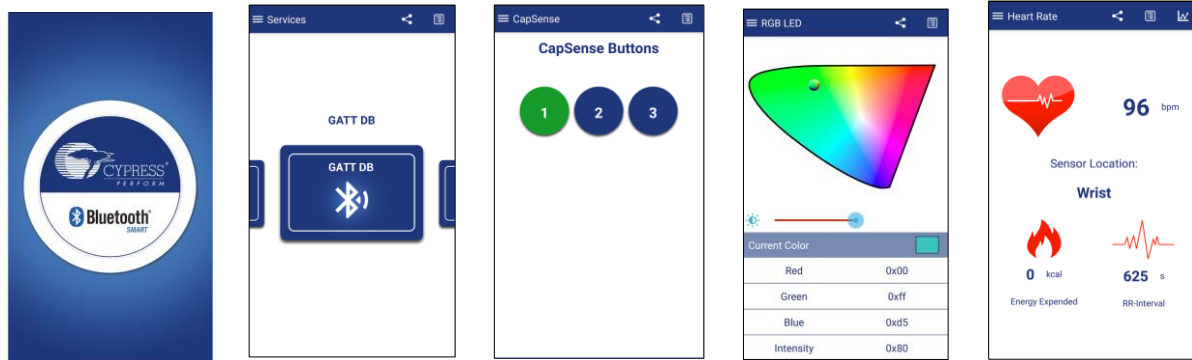 CYPRESS
PERFORM
Bluetooth
SMART
Services
GATT DB
GATT DB
CapSense
CapSense Buttons
1 2 3
RGB LED
Current Color
Red 0x00
Green 0xff
Blue 0xd5
Intensity 0x80
Heart Rate
96 bpm
Sensor Location:
Wrist
0 kcal
625 s
Energy Expended
RR-Interval